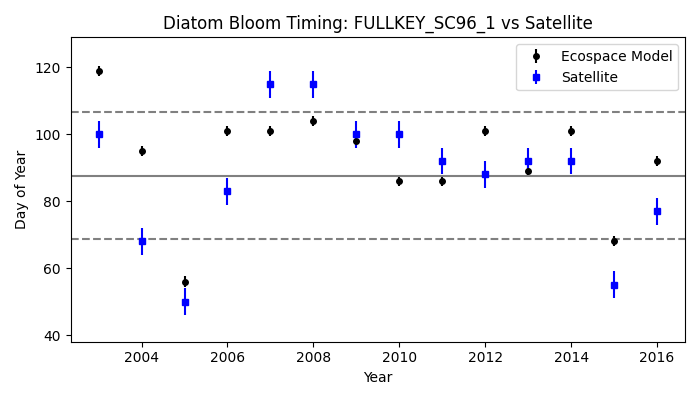 Diatom Bloom Timing: FULLKEY_SC96_1 vs Satellite
Ecospace Model
Satellite
Day of Year
120
100
80
60
40
2004
2006
2008
2010
2012
2014
2016
Year